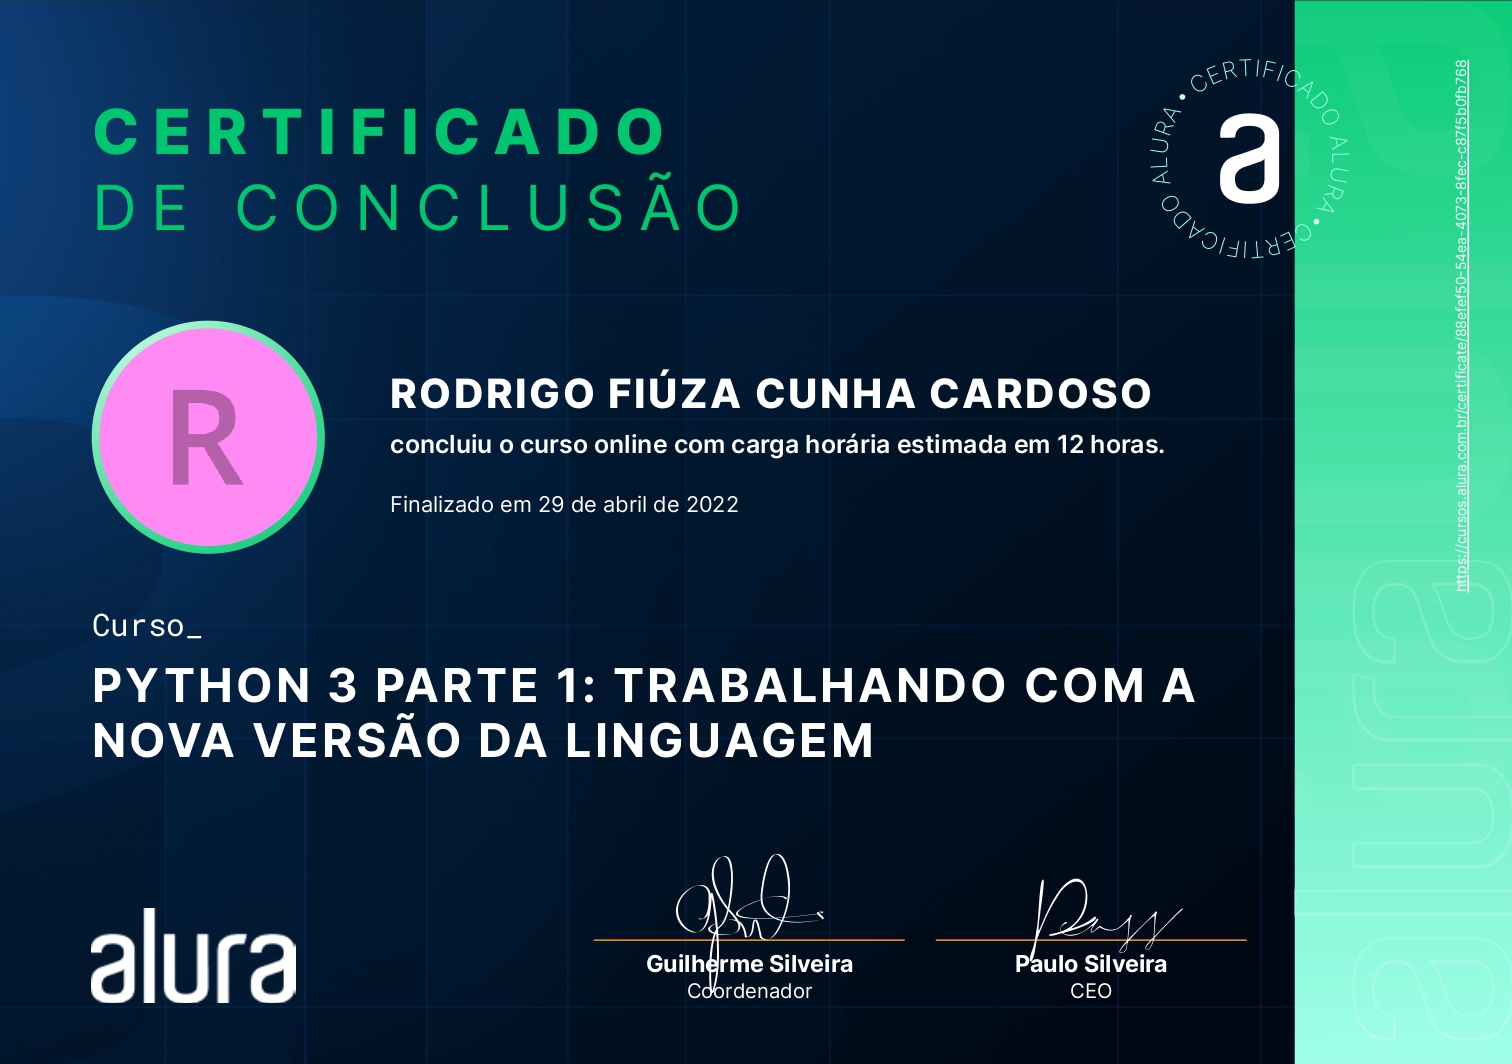 CERTIFICADO
DE CONCLUSÃO
CERTIFICADO ALURA • CERTIFICADO ALURA •
a
https://cursos.alura.com.br/certificate/88efef50-54ea-4073-8fec-c87f5b0fb768
R
RODRIGO FIÚZA CUNHA CARDOSO
concluiu o curso online com carga horária estimada em 12 horas.
Finalizado em 29 de abril de 2022
Curso_
PYTHON 3 PARTE 1: TRABALHANDO COM A
NOVA VERSÃO DA LINGUAGEM
alura
Guilherme Silveira
Coordenador
Paulo Silveira
CEO
alura